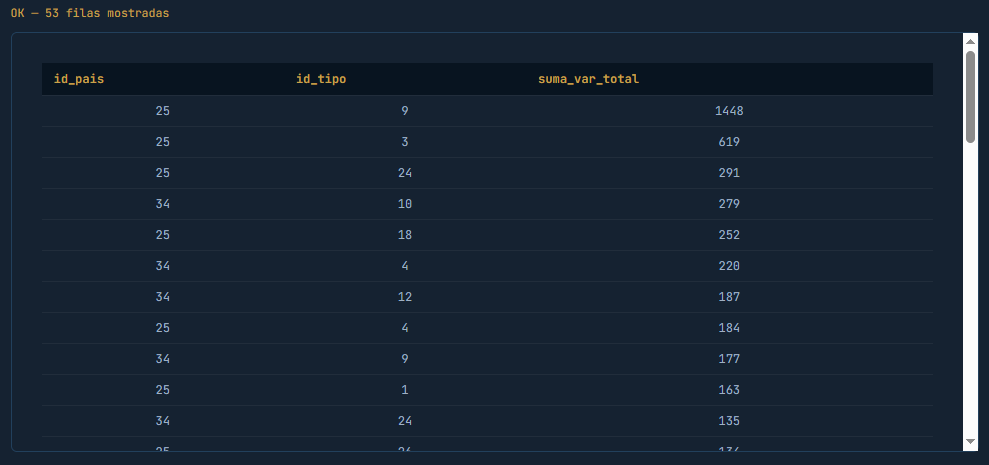 OK — 53 filas mostradas
id_pais id_tipo suma_var_total
25 9 1448
25 3 619
25 24 291
34 10 279
25 18 252
34 4 220
34 12 187
25 4 184
34 9 177
25 1 163
34 24 135